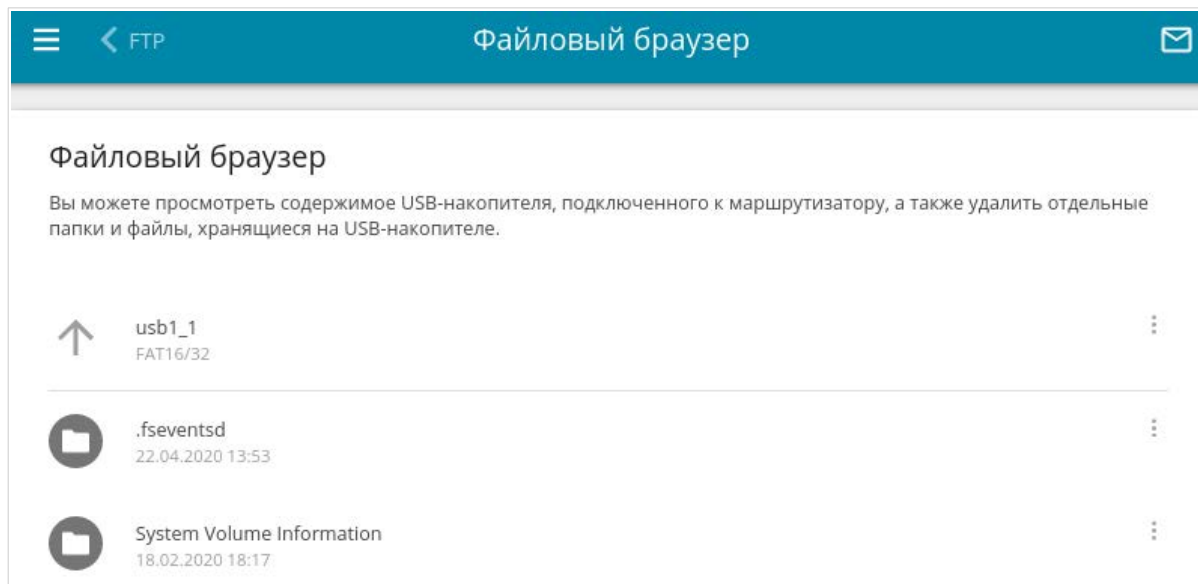 FTP
Файловый браузер
Файловый браузер
Вы можете просмотреть содержимое USB-накопителя, подключенного к маршрутизатору, а также удалить отдельные
папки и файлы, хранящиеся на USB-накопителе.
usb1_1
FAT16/32
.fseventsd
22.04.2020 13:53
System Volume Information
18.02.2020 18:17